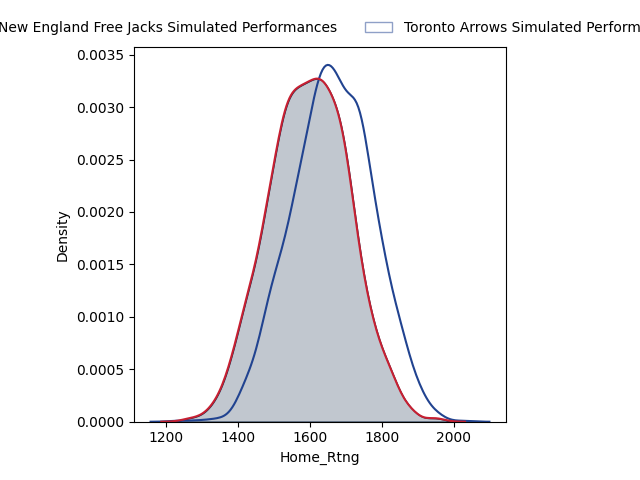 New England Free Jacks Simulated Performances Toronto Arrows Simulated Perform
0.0035
0.0030
0.0025
0.0020
0.0015
0.0010
0.0005
0.0000
Density
1200 1400 1600 1800 2000
Home_Rtng